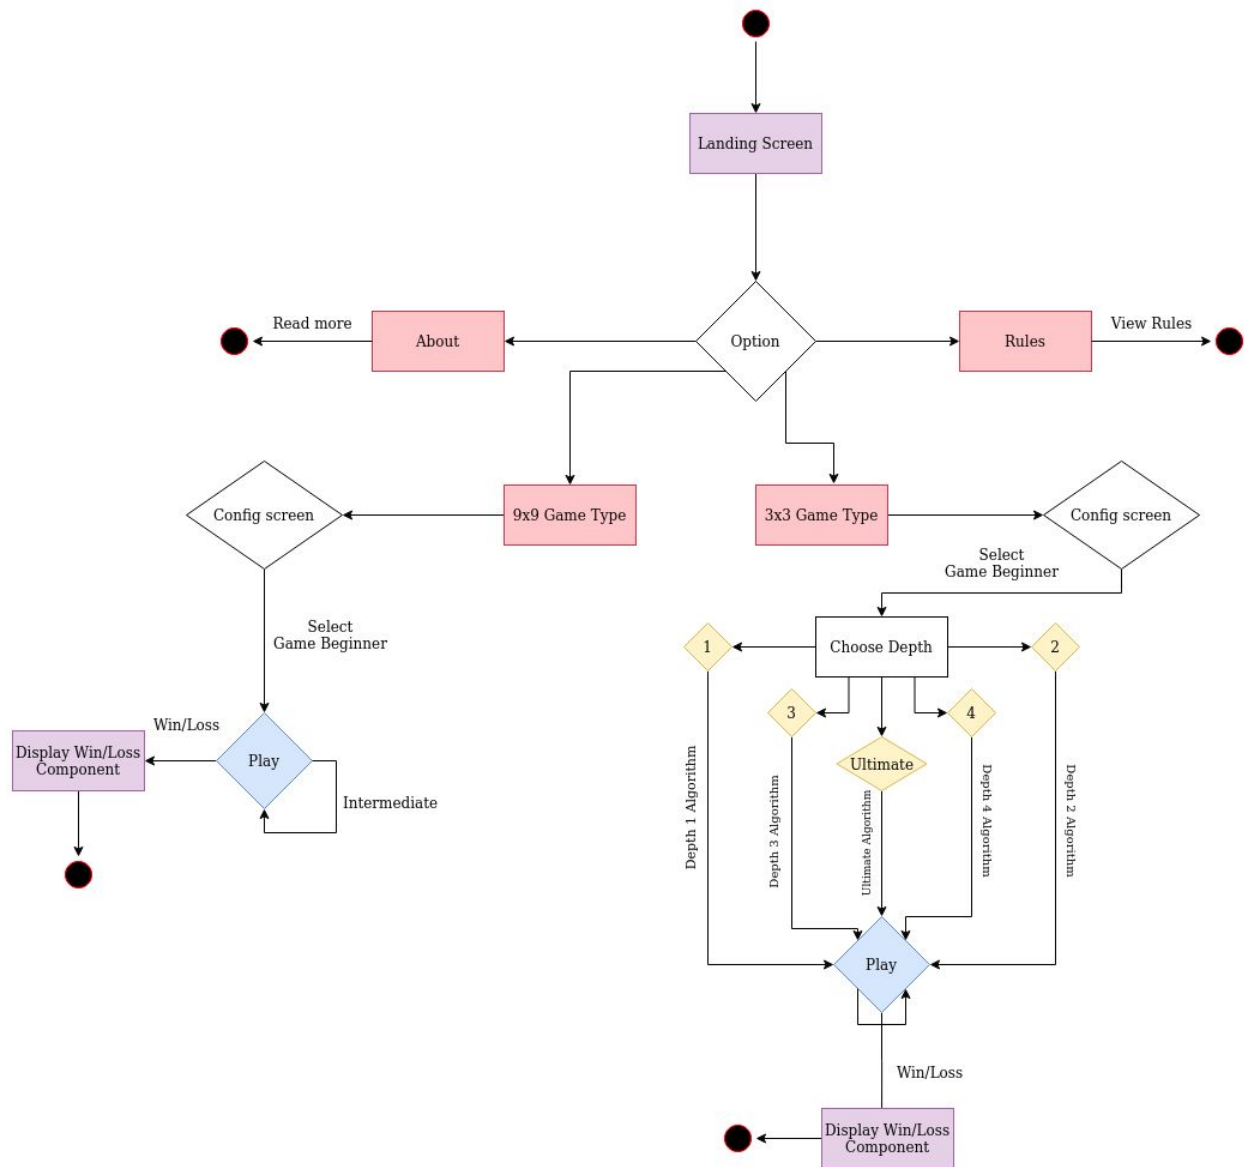 Landing Screen
Read more
About
Option
Rules
View Rules
Config screen
9x9 Game Type
3x3 Game Type
Config screen
Select
Game Beginner
Select
Game Beginner
1
Choose Depth
2
3
4
Ultimate
Win/Loss
Display Win/Loss
Component
Play
Intermediate
Depth 1 Algorithm
Depth 3 Algorithm
Ultimate Algorithm
Depth 4 Algorithm
Depth 2 Algorithm
Play
Win/Loss
Display Win/Loss
Component